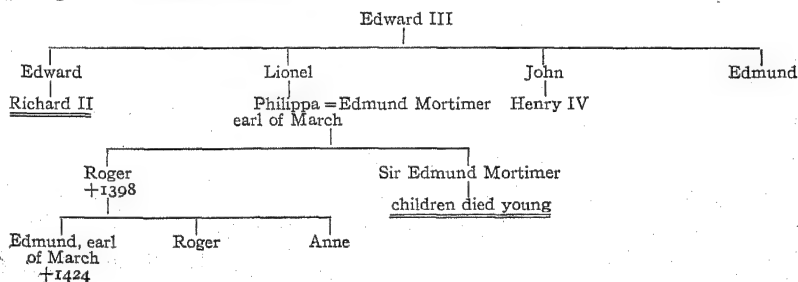 Edward III
Edward Lionel John Edmund
Richard II Philippa = Edmund Mortimer Henry IV
earl of March
Roger Sir Edmund Mortimer
+1398
children died young
Edmund, earl Roger Anne
of March
+1424